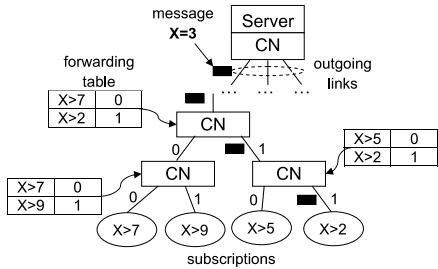 message
X=3
Server
CN
forwarding
table
outgoing
links
... ... ...
X>7 0
X>2 1
CN
0 1
X>5 0
X>2 1
X>7 0
X>9 1
CN
CN
0 1 0 1
X>7 X>9 X>5 X>2
subscriptions